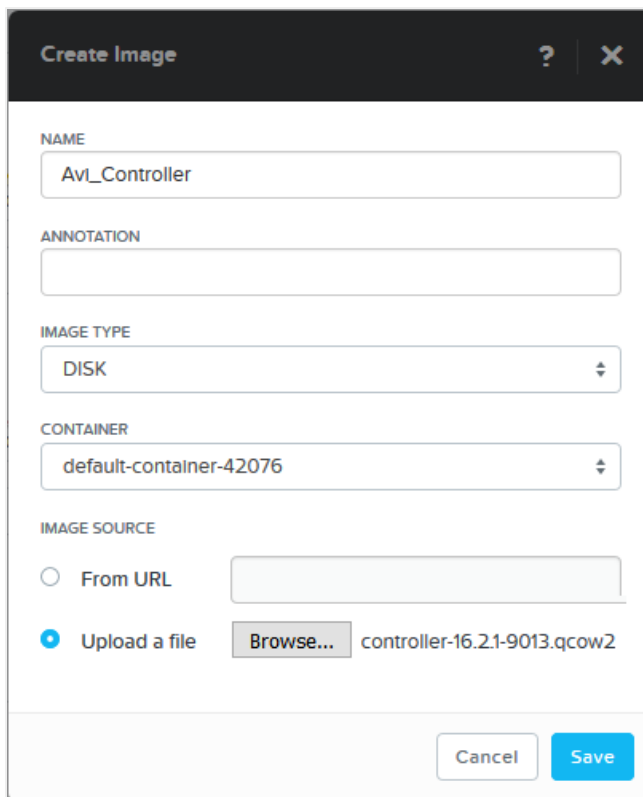 Create Image ? ×
NAME
Avi_Controller
ANNOTATION
IMAGE TYPE
DISK
CONTAINER
default-container-42076
IMAGE SOURCE
From URL
Upload a file Browse... controller-16.2.1-9013.qcow2
Cancel Save